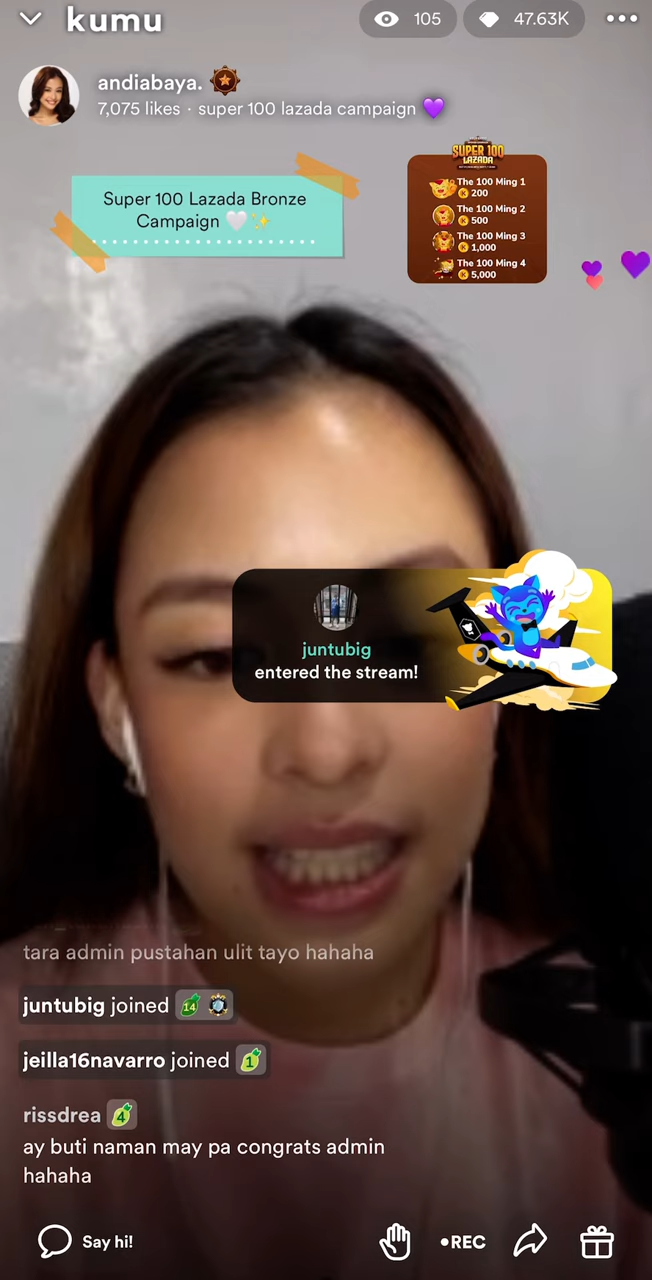 kumu
105
47.63K
andiabaya.
7,075 likes · super 100 lazada campaign 💜
Super 100 Lazada Bronze
Campaign 🤍✨
SUPER 100
LAZADA
The 100 Ming 1
200
The 100 Ming 2
500
The 100 Ming 3
1,000
The 100 Ming 4
5,000
juntubig
entered the stream!
tara admin pustahan ulit tayo hahaha
juntubig joined 14
jeilla16navarro joined 1
rissdrea 4
ay buti naman may pa congrats admin
hahaha
Say hi!
•REC